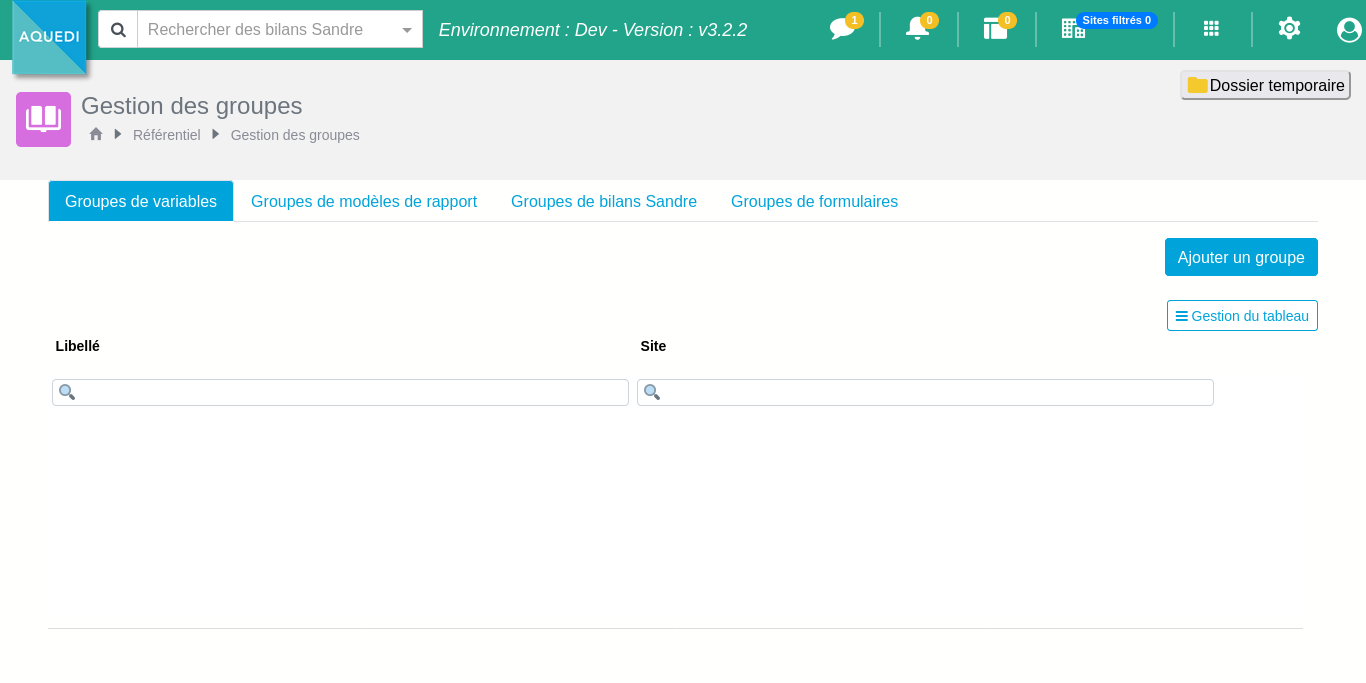 AQUEDI
Rechercher des bilans Sandre
Environnement : Dev - Version : v3.2.2
1
0
0
Sites filtrés 0
Dossier temporaire
Gestion des groupes
Référentiel
Gestion des groupes
Groupes de variables
Groupes de modèles de rapport
Groupes de bilans Sandre
Groupes de formulaires
Ajouter un groupe
Gestion du tableau
Libellé
Site